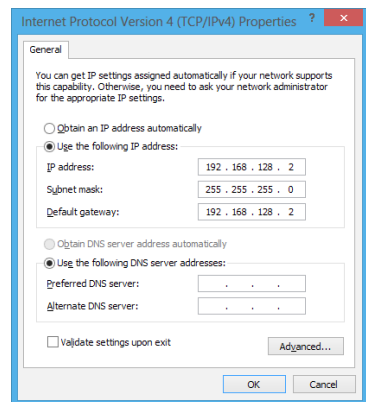 Internet Protocol Version 4 (TCP/IPv4) Properties ? ×
General
You can get IP settings assigned automatically if your network supports
this capability. Otherwise, you need to ask your network administrator
for the appropriate IP settings.
Obtain an IP address automatically
Use the following IP address:
IP address: 192 . 168 . 128 . 2
Subnet mask: 255 . 255 . 255 . 0
Default gateway: 192 . 168 . 128 . 2
Obtain DNS server address automatically
Use the following DNS server addresses:
Preferred DNS server: . . .
Alternate DNS server: . . .
Validate settings upon exit
Advanced...
OK Cancel